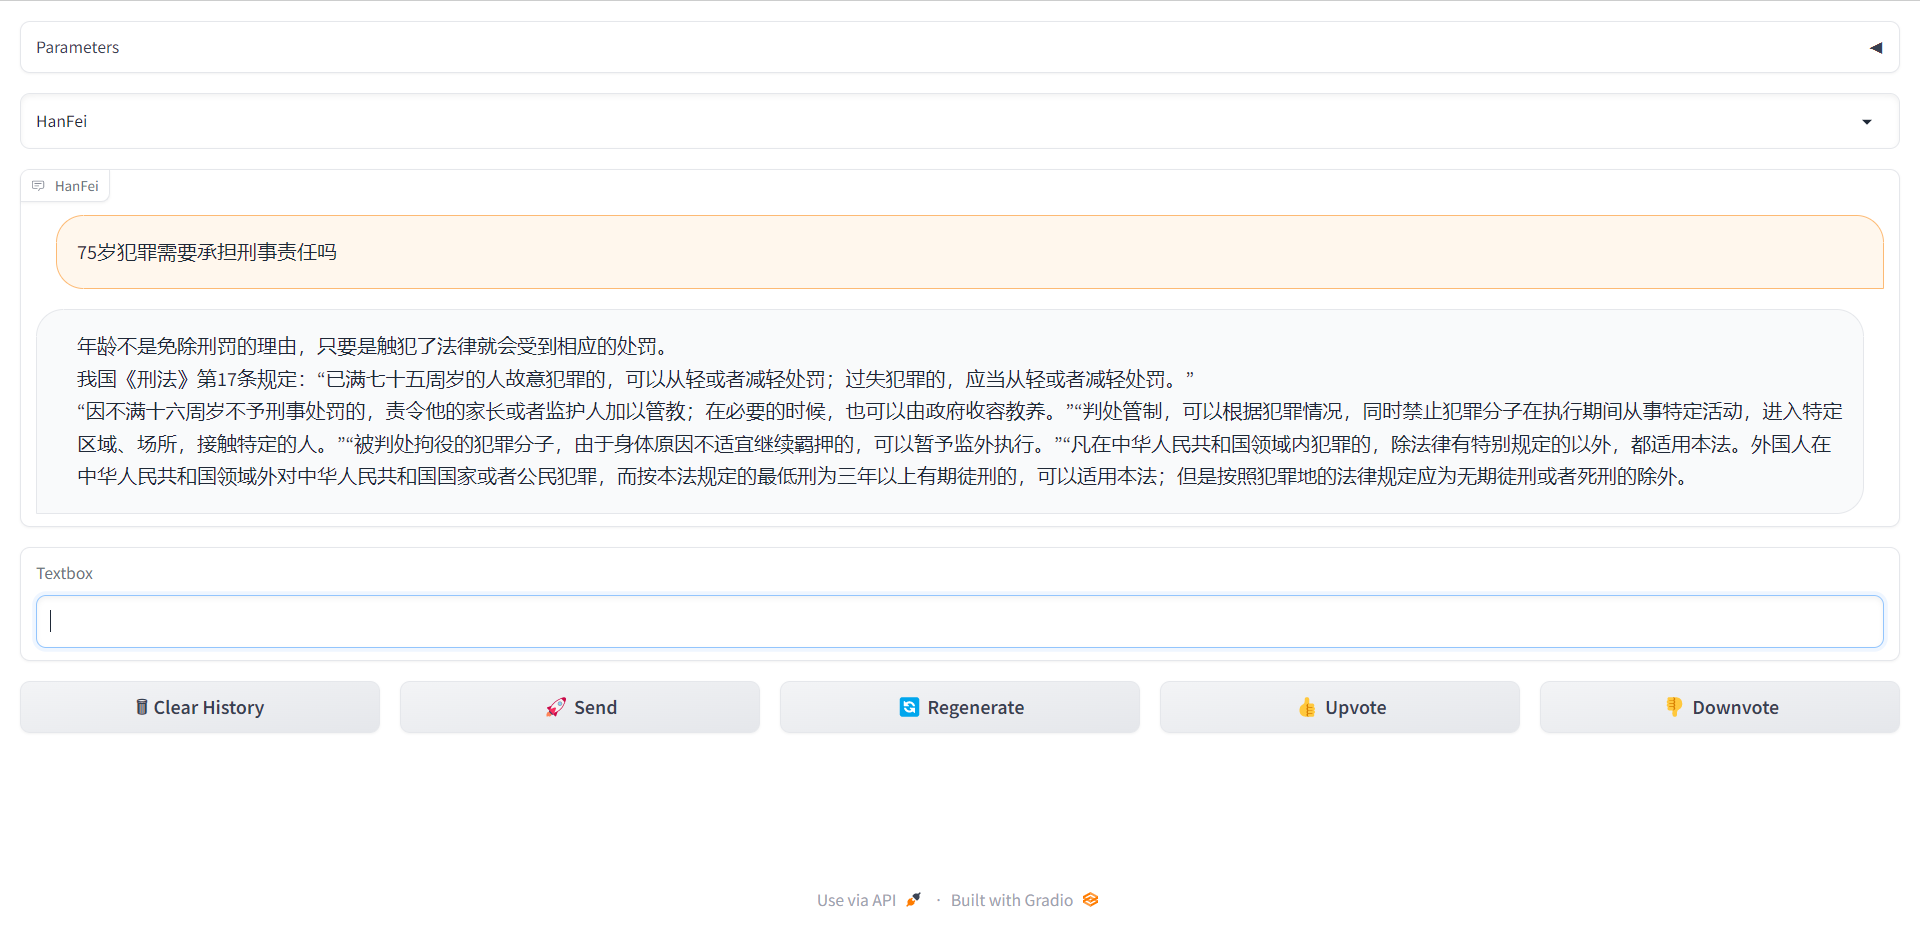 Parameters
HanFei
HanFei
75岁犯罪需要承担刑事责任吗
年龄不是免除刑罚的理由，只要是触犯了法律就会受到相应的处罚。
我国《刑法》第17条规定：“已满七十五周岁的人故意犯罪的，可以从轻或者减轻处罚；过失犯罪的，应当从轻或者减轻处罚。”
“因不满十六周岁不予刑事处罚的，责令他的家长或者监护人加以管教；在必要的时候，也可以由政府收容教养。”“判处管制，可以根据犯罪情况，同时禁止犯罪分子在执行期间从事特定活动，进入特定
区域、场所，接触特定的人。”“被判处拘役的犯罪分子，由于身体原因不适宜继续羁押的，可以暂予监外执行。”“凡在中华人民共和国领域内犯罪的，除法律有特别规定的以外，都适用本法。外国人在
中华人民共和国领域外对中华人民共和国国家或者公民犯罪，而按本法规定的最低刑为三年以上有期徒刑的，可以适用本法；但是按照犯罪地的法律规定应为无期徒刑或者死刑的除外。
Textbox
Clear History
Send
Regenerate
Upvote
Downvote
Use via API · Built with Gradio